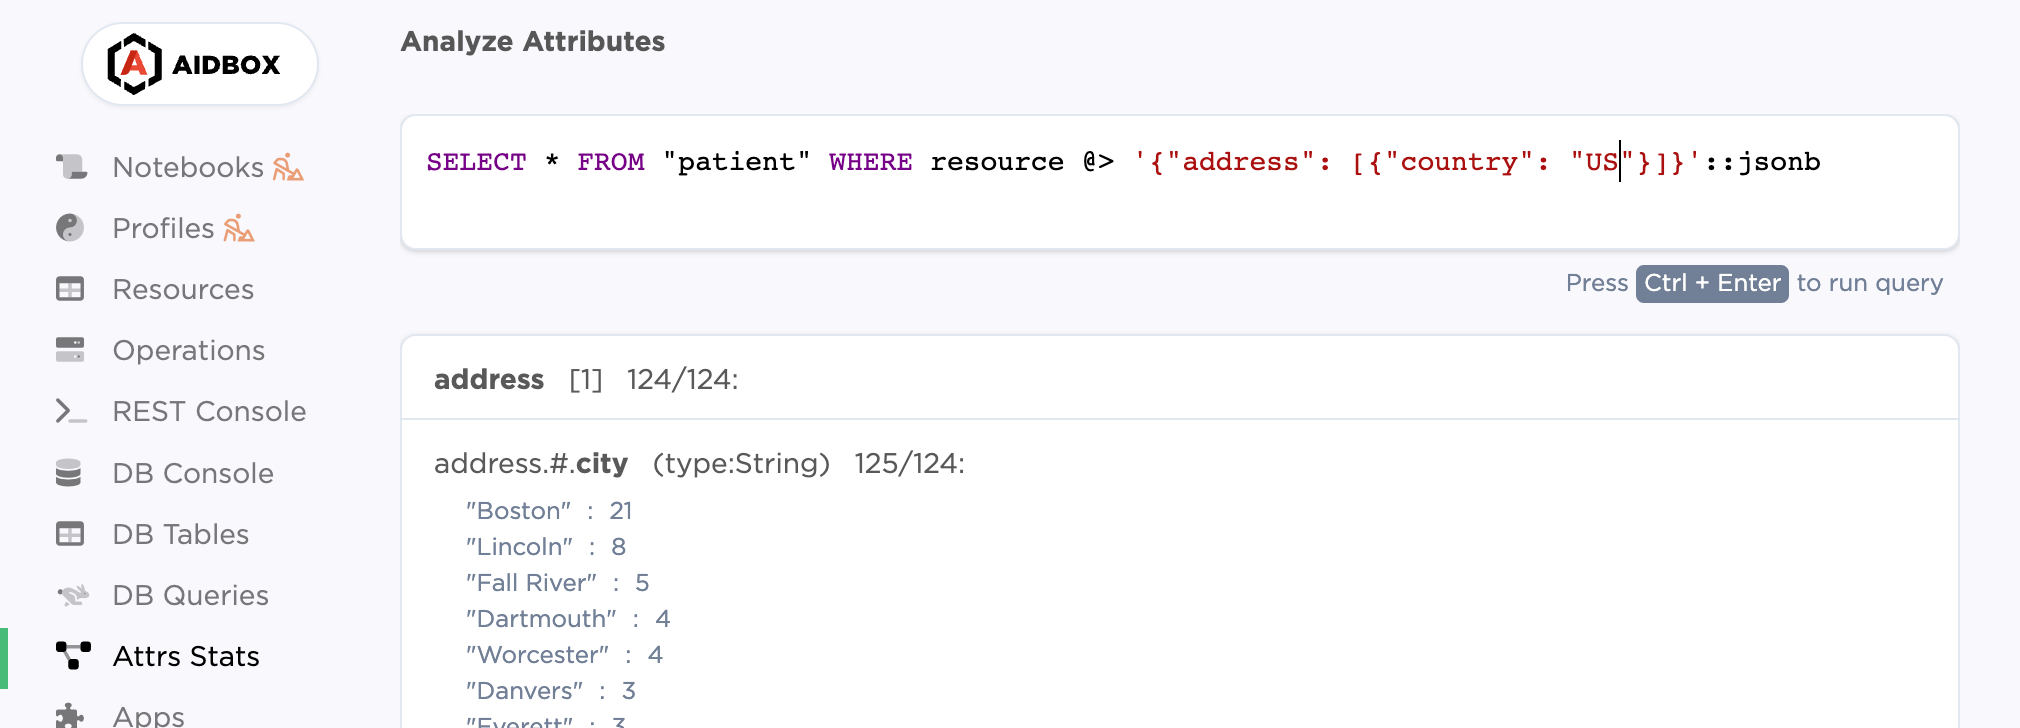 AIDBOX
Notebooks
Profiles
Resources
Operations
REST Console
DB Console
DB Tables
DB Queries
Attrs Stats
Apps
Analyze Attributes
SELECT * FROM "patient" WHERE resource @> '{"address": [{"country": "US"}]}'::jsonb
Press Ctrl + Enter to run query
address [1] 124/124:
address.#.city (type:String) 125/124:
"Boston" : 21
"Lincoln" : 8
"Fall River" : 5
"Dartmouth" : 4
"Worcester" : 4
"Danvers" : 3
"Everett" : 3